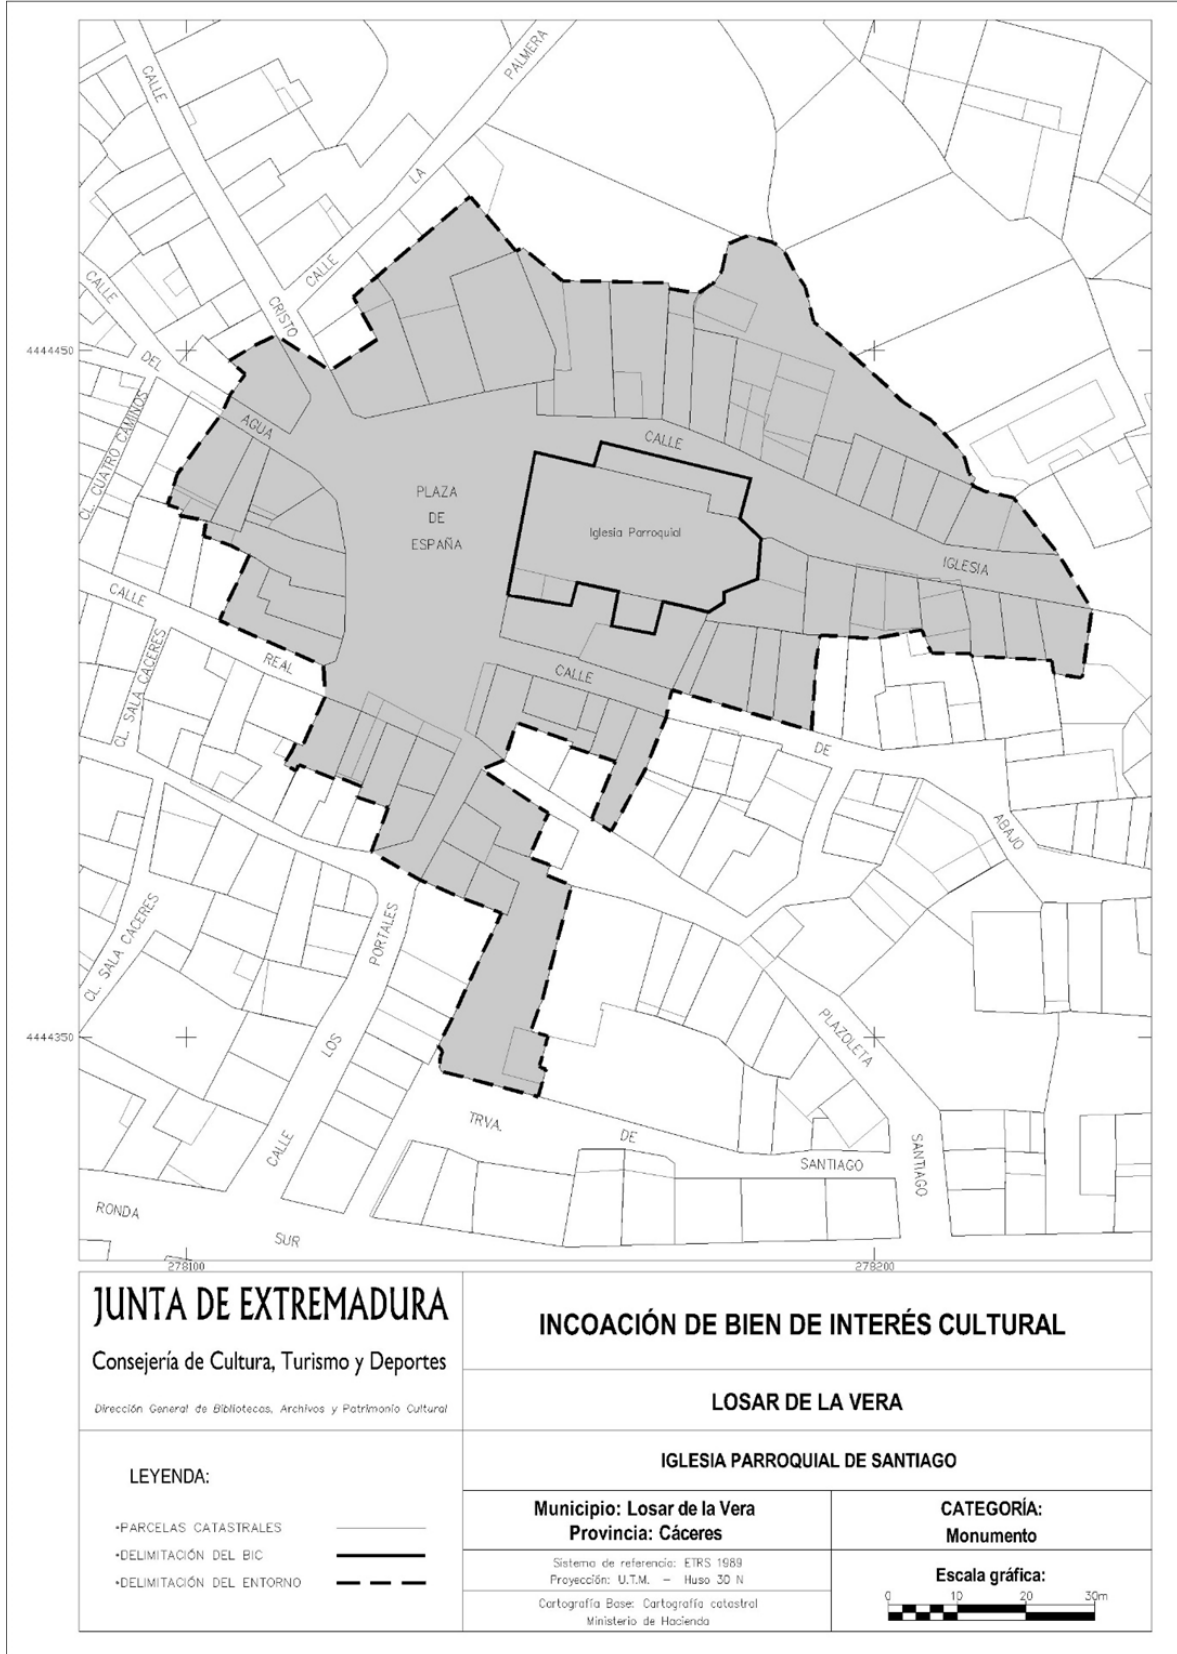 PALMERA
CALLE
LA
CALLE
CALLE
CRISTO
4444450
DEL
CL. CUATRO CAMINOS
AGUA
CALLE
PLAZA
DE
ESPAÑA
Iglesia Parroquial
IGLESIA
CALLE
CL. SALA CACERES
REAL
CALLE
DE
ABAJO
CL. SALA CACERES
PORTALES
LOS
CALLE
4444350
PLAZOLETA
TRVA.
DE
SANTIAGO
SANTIAGO
RONDA
SUR
278100
278200
JUNTA DE EXTREMADURA
Consejería de Cultura, Turismo y Deportes
Dirección General de Bibliotecas, Archivos y Patrimonio Cultural
INCOACIÓN DE BIEN DE INTERÉS CULTURAL
LOSAR DE LA VERA
IGLESIA PARROQUIAL DE SANTIAGO
LEYENDA:
•PARCELAS CATASTRALES
•DELIMITACIÓN DEL BIC
•DELIMITACIÓN DEL ENTORNO
Municipio: Losar de la Vera
Provincia: Cáceres
Sistema de referencia: ETRS 1989
Proyección: U.T.M. – Huso 30 N
Cartografía Base: Cartografía catastral
Ministerio de Hacienda
CATEGORÍA:
Monumento
Escala gráfica:
0 10 20 30m